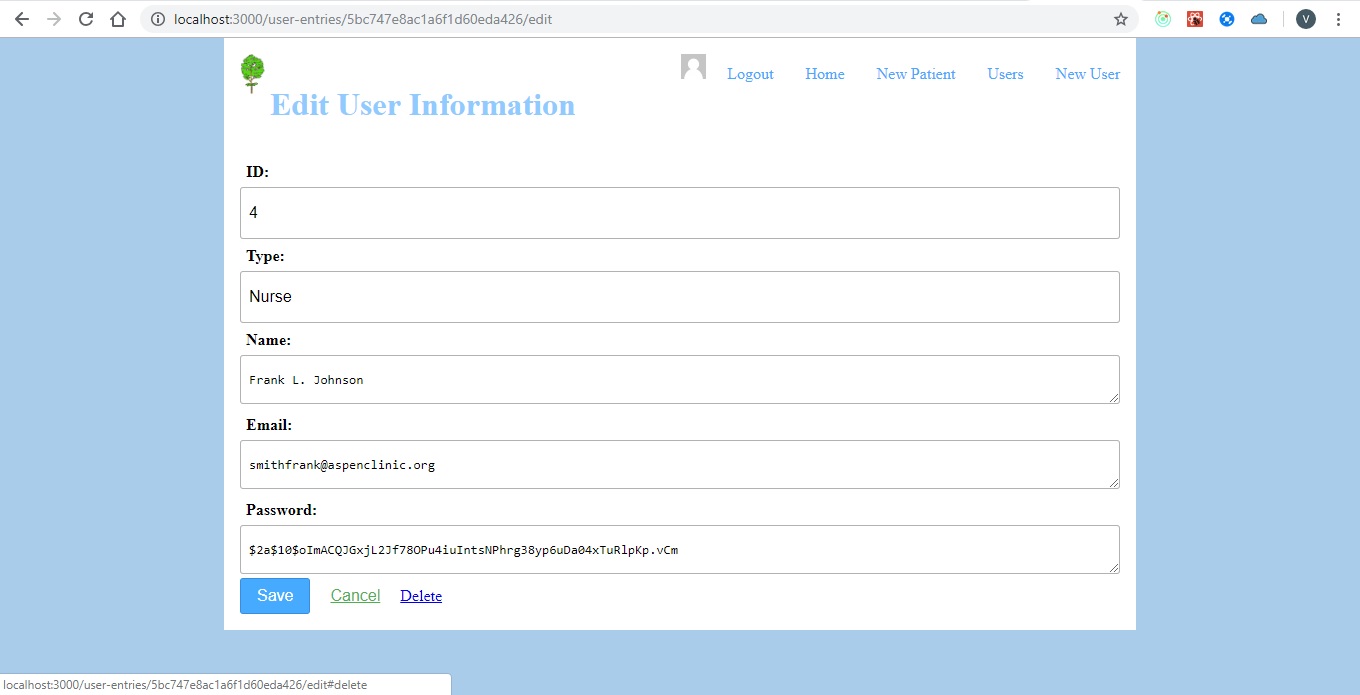 localhost:3000/user-entries/5bc747e8ac1a6f1d60eda426/edit
V
Logout Home New Patient Users New User
Edit User Information
ID:
4
Type:
Nurse
Name:
Frank L. Johnson
Email:
smithfrank@aspenclinic.org
Password:
$2a$10$oImACQJGxjL2Jf78OPu4iuIntsNPhrg38yp6uDa04xTuRlpKp.vCm
Save Cancel Delete
localhost:3000/user-entries/5bc747e8ac1a6f1d60eda426/edit#delete